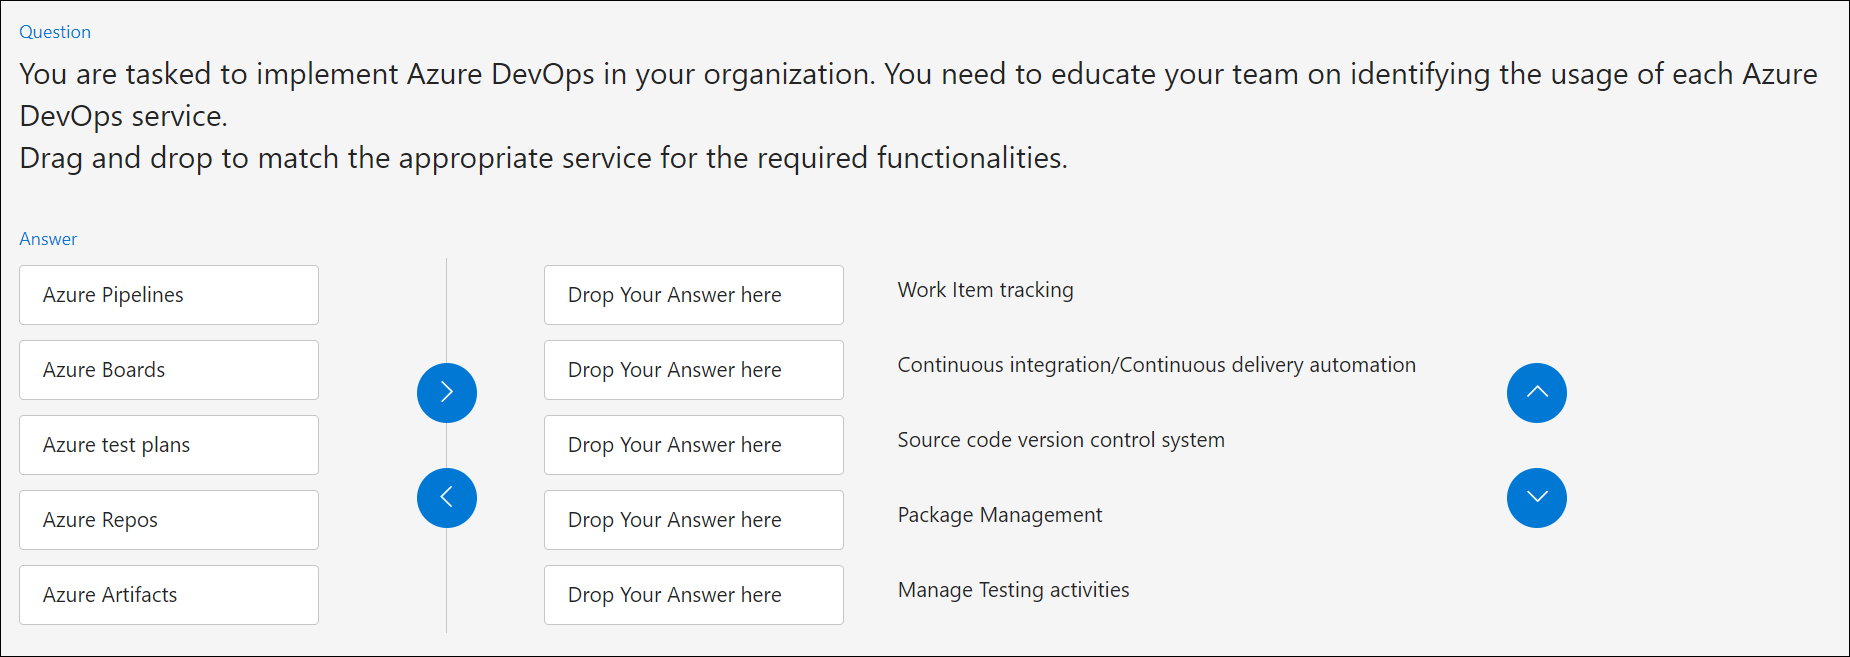 Question
You are tasked to implement Azure DevOps in your organization. You need to educate your team on identifying the usage of each Azure
DevOps service.
Drag and drop to match the appropriate service for the required functionalities.
Answer
Azure Pipelines
Drop Your Answer here
Work Item tracking
Azure Boards
Drop Your Answer here
Continuous integration/Continuous delivery automation
Azure test plans
Drop Your Answer here
Source code version control system
Azure Repos
Drop Your Answer here
Package Management
Azure Artifacts
Drop Your Answer here
Manage Testing activities